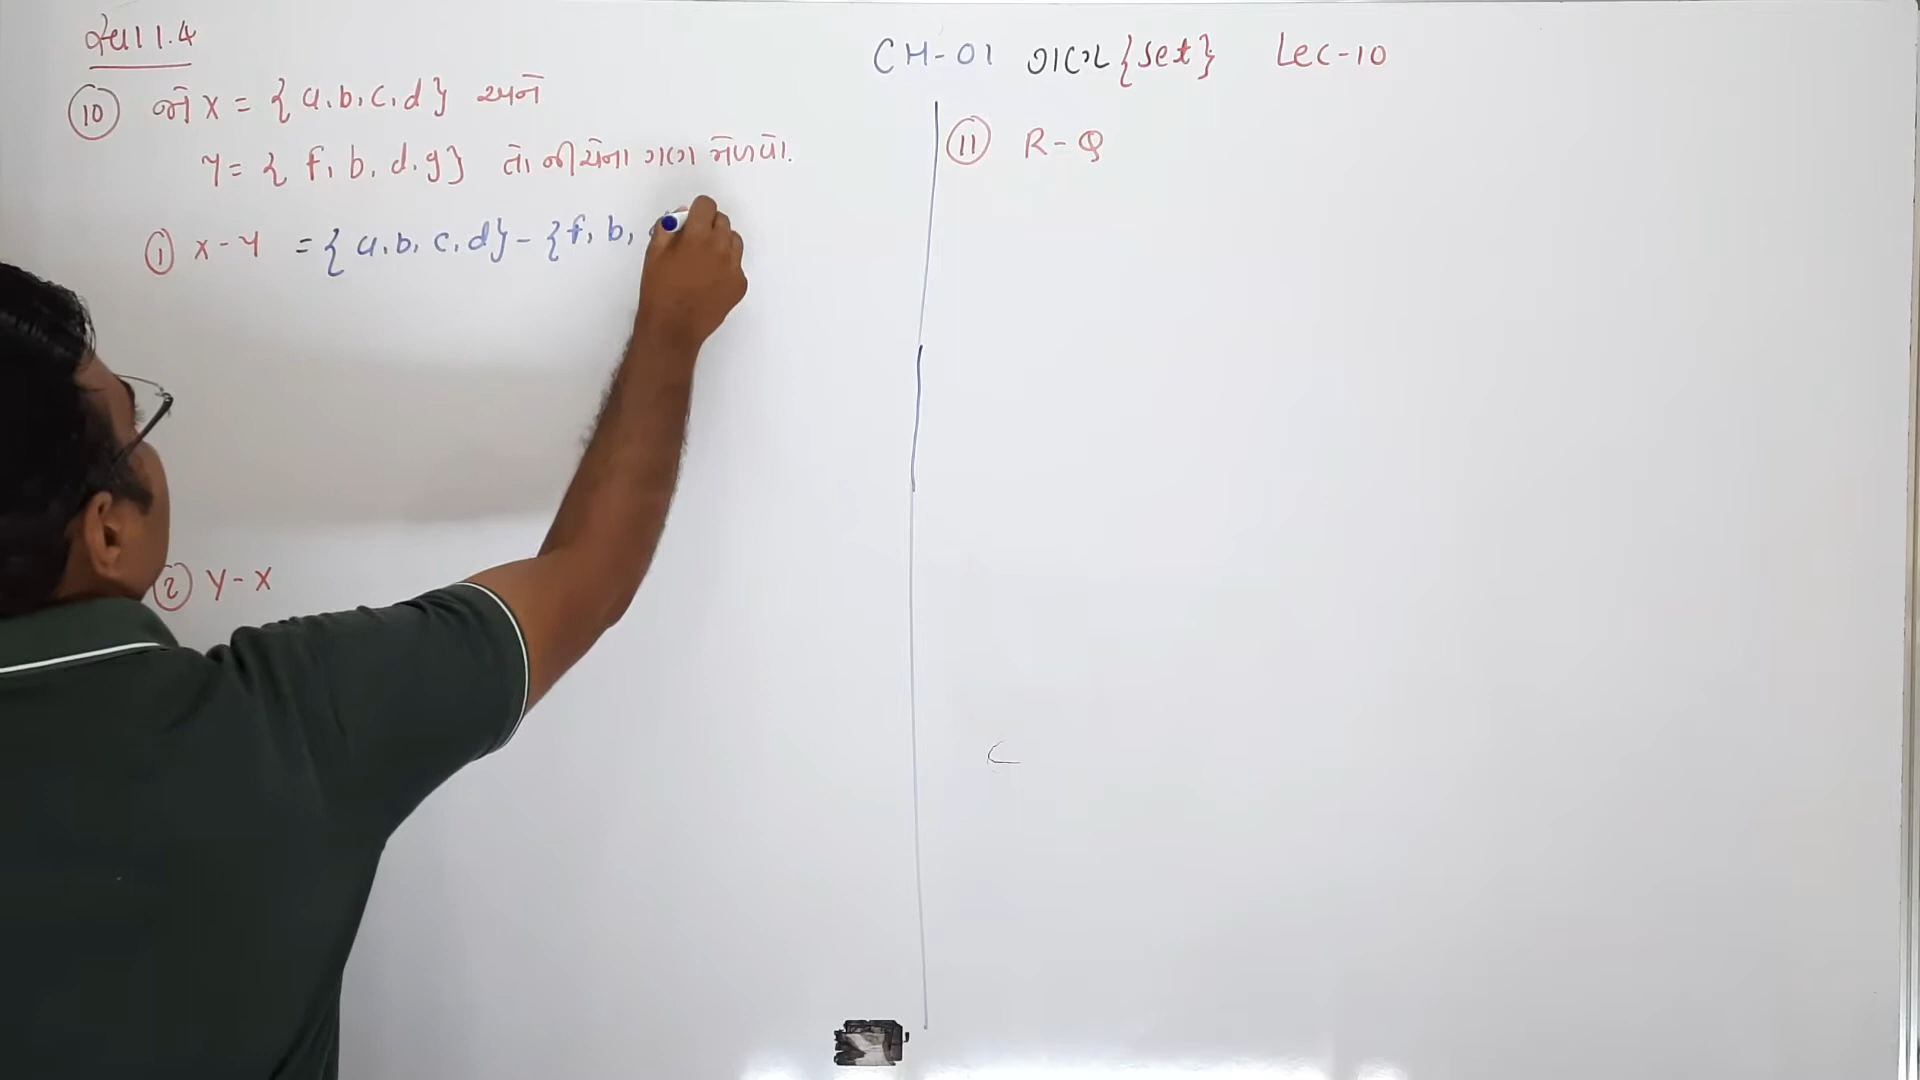 સ્વા 1.4
CH-01 ગણ {set} Lec-10
(10) જો X = {a, b, c, d} અને
Y = {f, b, d, g} તો નીચેના ગણ મેળવો.
(1) X - Y = {a, b, c, d} - {f, b,
(2) Y - X
(11) R - Q